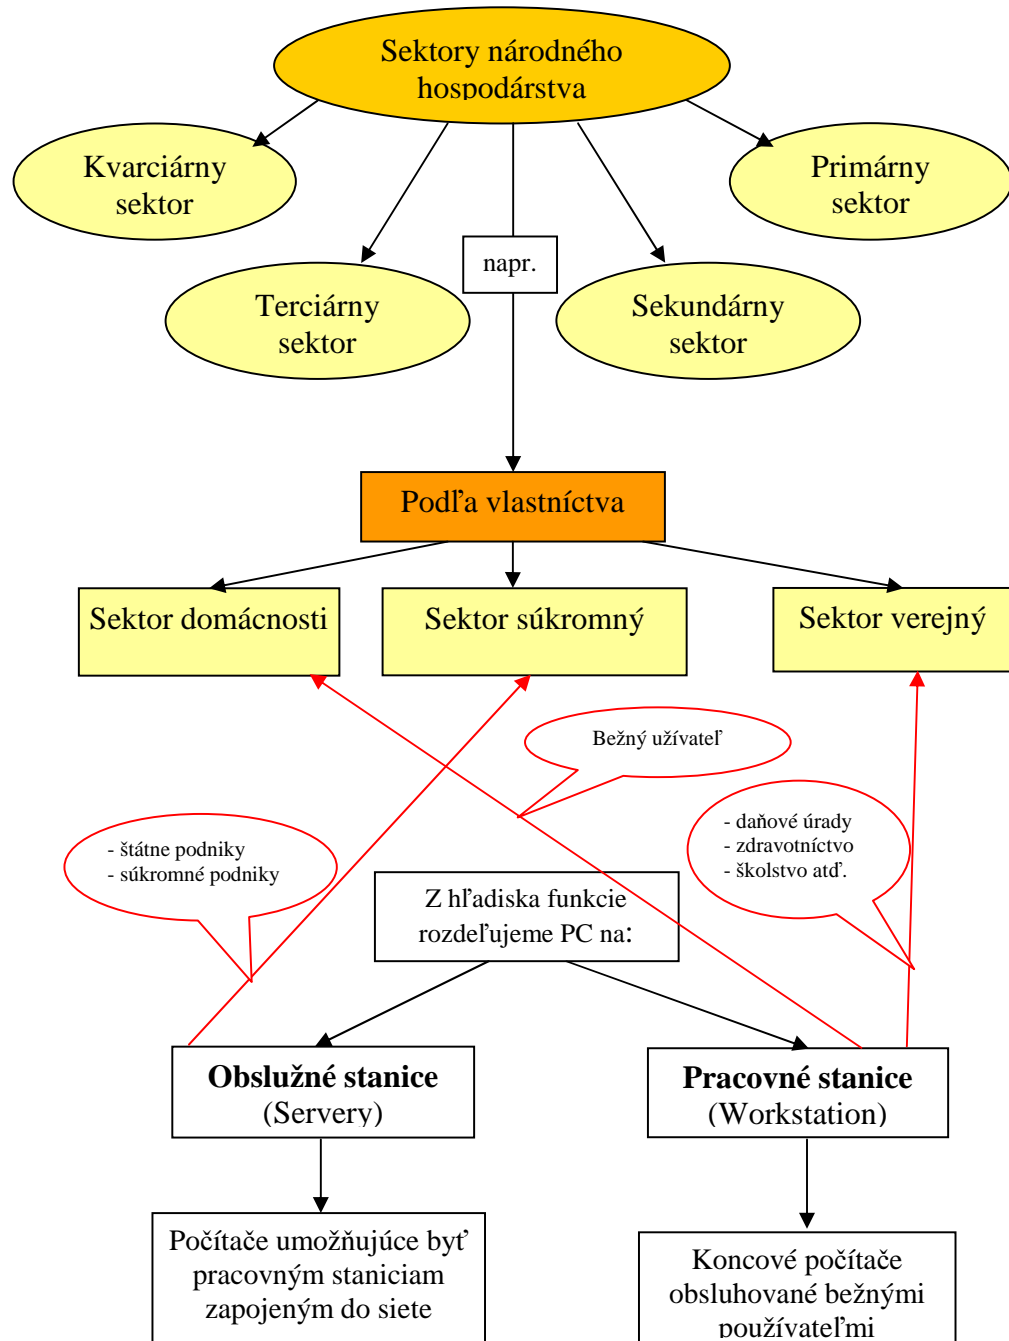 Sektory národného
hospodárstva
Kvarciárny
sektor
Primárny
sektor
napr.
Terciárny
sektor
Sekundárny
sektor
Podľa vlastníctva
Sektor domácnosti
Sektor súkromný
Sektor verejný
Bežný užívateľ
- štátne podniky
- súkromné podniky
- daňové úrady
- zdravotníctvo
- školstvo atď.
Z hľadiska funkcie
rozdeľujeme PC na:
Obslužné stanice
(Servery)
Pracovné stanice
(Workstation)
Počítače umožňujúce byť
pracovným staniciam
zapojeným do siete
Koncové počítače
obsluhované bežnými
používateľmi